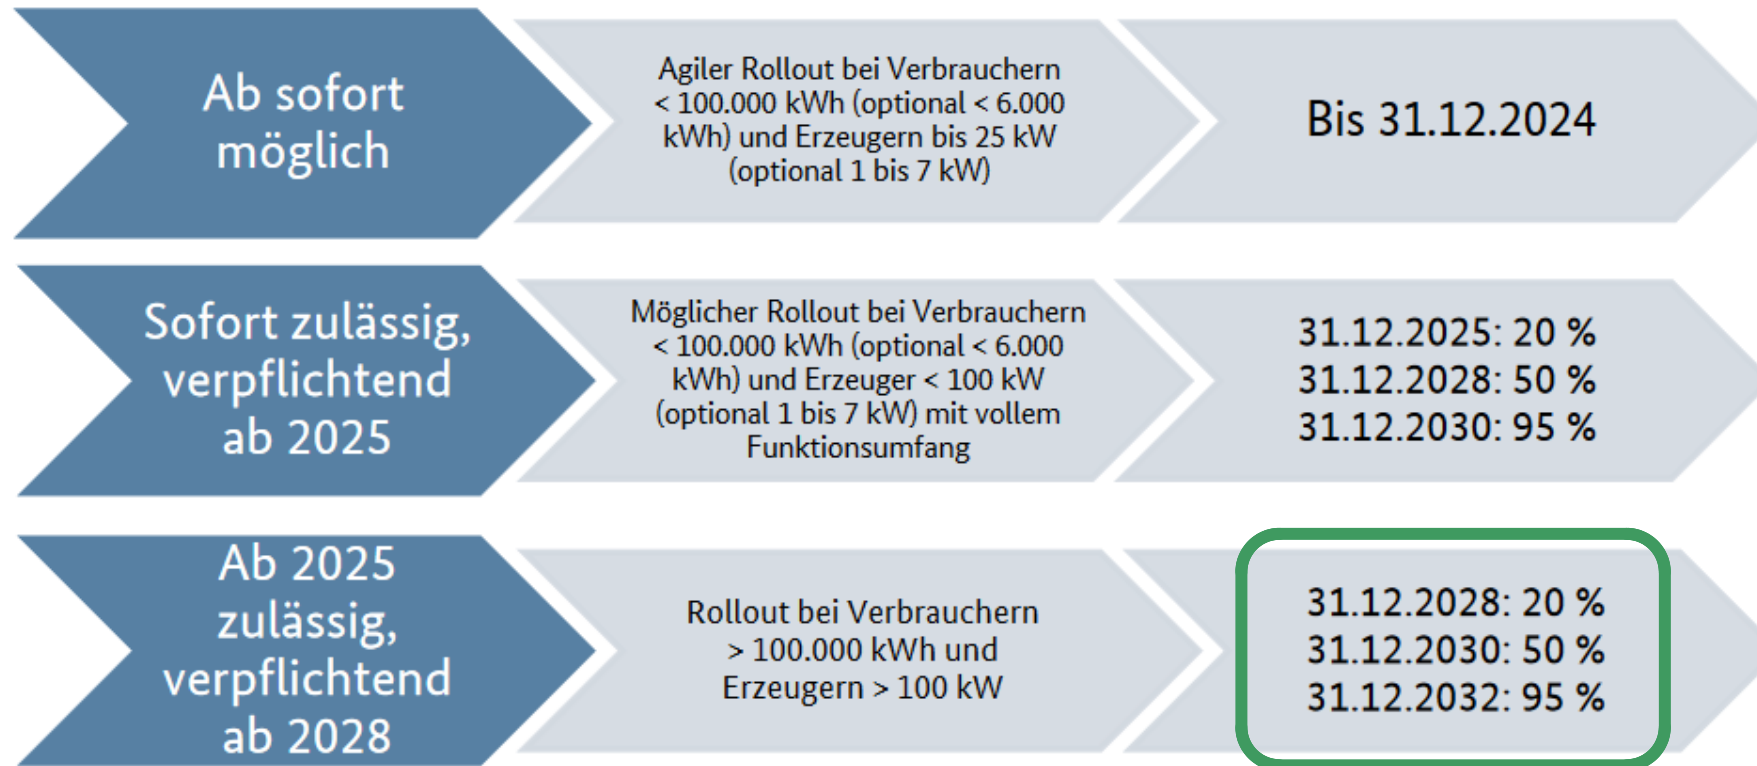 Ab sofort
möglich
Agiler Rollout bei Verbrauchern
< 100.000 kWh (optional < 6.000
kWh) und Erzeugern bis 25 kW
(optional 1 bis 7 kW)
Bis 31.12.2024
Sofort zulässig,
verpflichtend
ab 2025
Möglicher Rollout bei Verbrauchern
< 100.000 kWh (optional < 6.000
kWh) und Erzeuger < 100 kW
(optional 1 bis 7 kW) mit vollem
Funktionsumfang
31.12.2025: 20 %
31.12.2028: 50 %
31.12.2030: 95 %
Ab 2025
zulässig,
verpflichtend
ab 2028
Rollout bei Verbrauchern
> 100.000 kWh und
Erzeugern > 100 kW
31.12.2028: 20 %
31.12.2030: 50 %
31.12.2032: 95 %